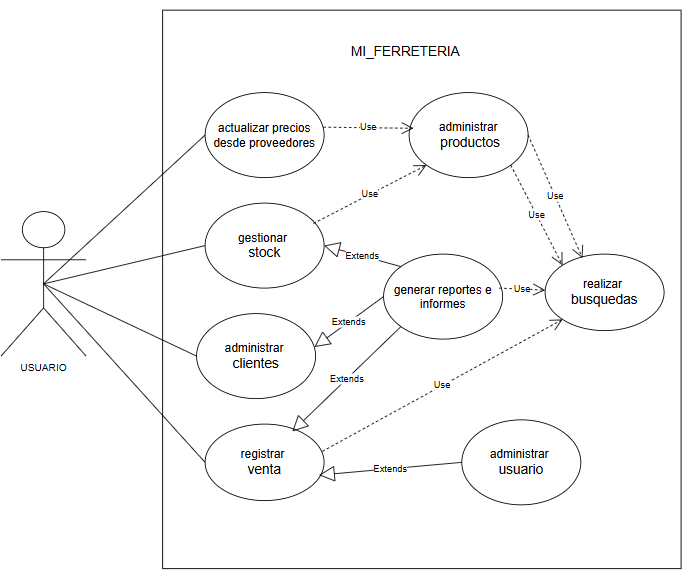 MI_FERRETERIA
actualizar precios
desde proveedores
Use
administrar
productos
Use
Use
Use
gestionar
stock
Extends
generar reportes e
informes
Use
realizar
busquedas
Extends
administrar
clientes
USUARIO
Extends
Use
registrar
venta
Extends
administrar
usuario